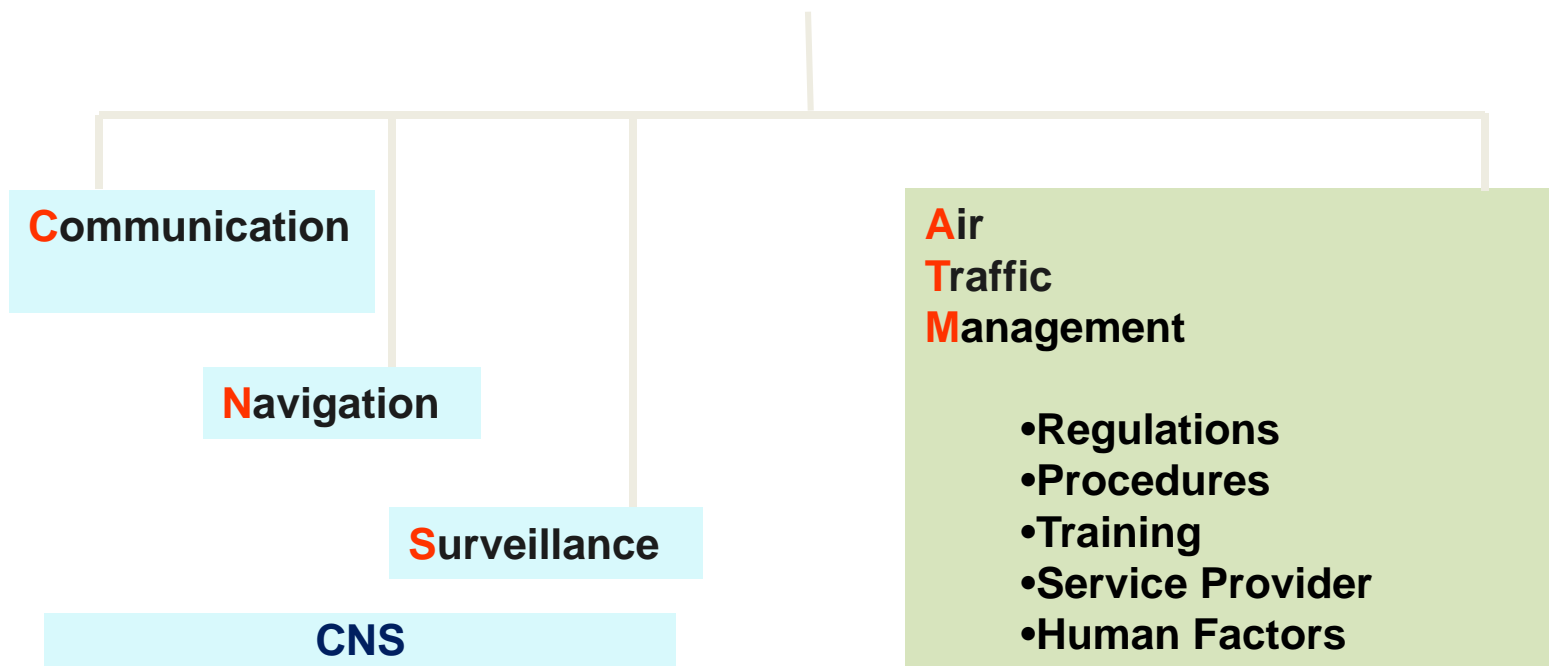 Communication
Navigation
Surveillance
CNS
Air
Traffic
Management
•Regulations
•Procedures
•Training
•Service Provider
•Human Factors